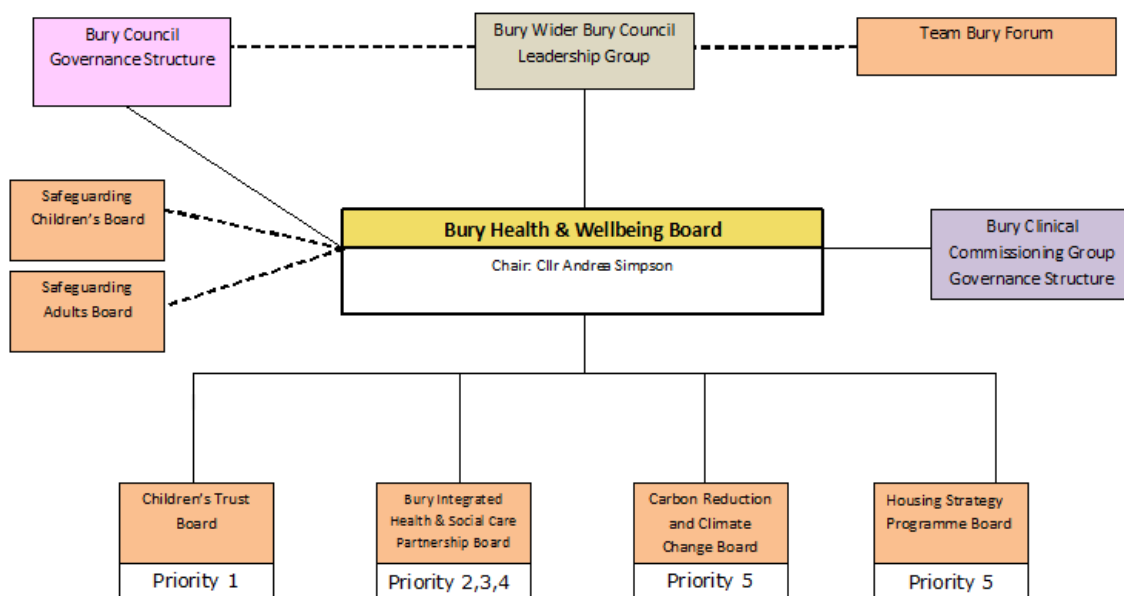 Bury Council
Governance Structure
Bury Wider Bury Council
Leadership Group
Team Bury Forum
Safeguarding
Children's Board
Bury Health & Wellbeing Board
Chair: Cllr Andrea Simpson
Bury Clinical
Commissioning Group
Governance Structure
Safeguarding
Adults Board
Children's Trust
Board
Priority 1
Bury Integrated
Health & Social Care
Partnership Board
Priority 2,3,4
Carbon Reduction
and Climate
Change Board
Priority 5
Housing Strategy
Programme Board
Priority 5